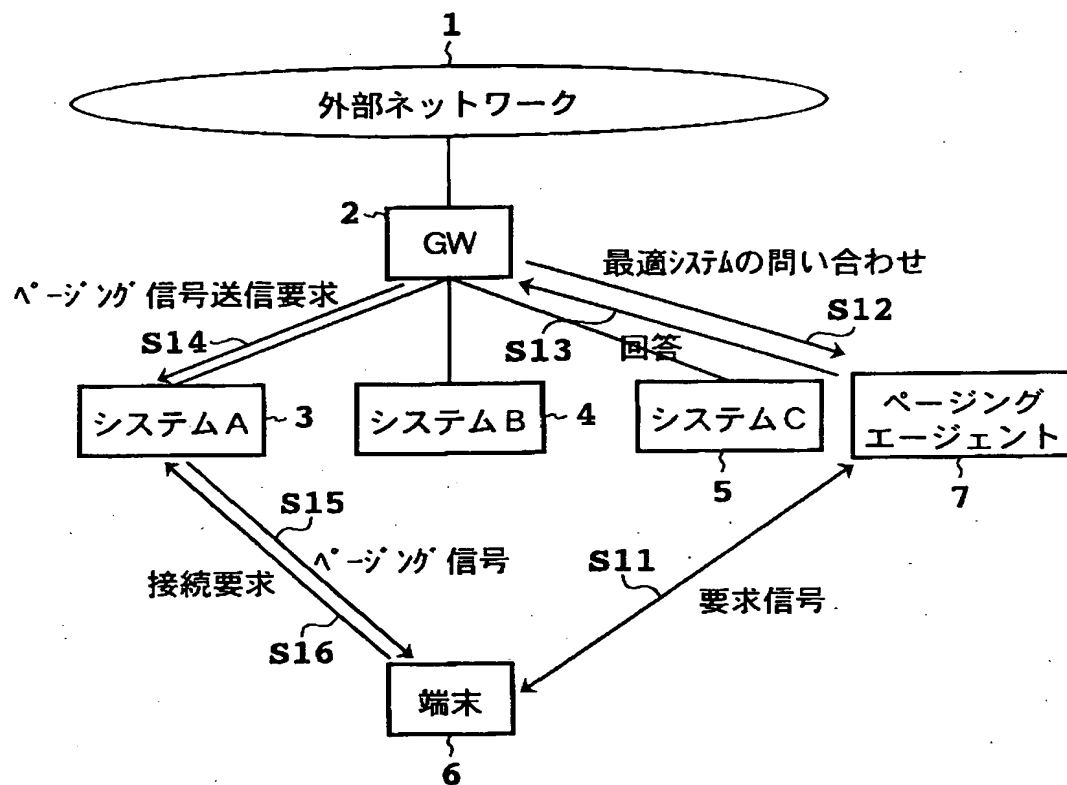 1
外部ネットワーク
2
GW
最適システムの問い合わせ
ページング信号送信要求
S12
S14
S13
回答
システムA
3
システムB
4
システムC
5
ページング
エージェント
7
S15
ページング信号
S11
接続要求
要求信号
S16
端末
6